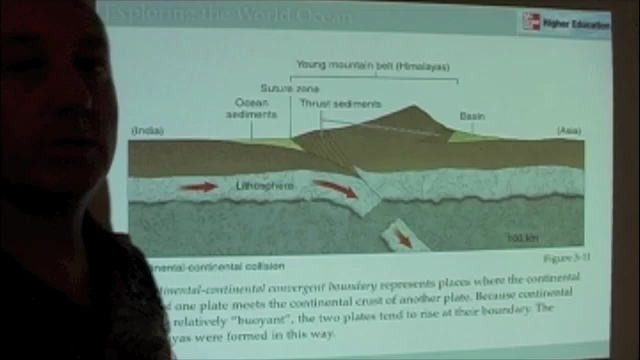 Exploring the World Ocean
Higher Education
Young mountain belt (Himalayas)
Suture zone
Ocean
sediments
Thrust sediments
Basin
(India)
(Asia)
Lithosphere
100 km
Figure 3-11
nental-continental collision
tinental-continental convergent boundary represents places where the continental
one plate meets the continental crust of another plate. Because continental
relatively "buoyant", the two plates tend to rise at their boundary. The
yas were formed in this way.